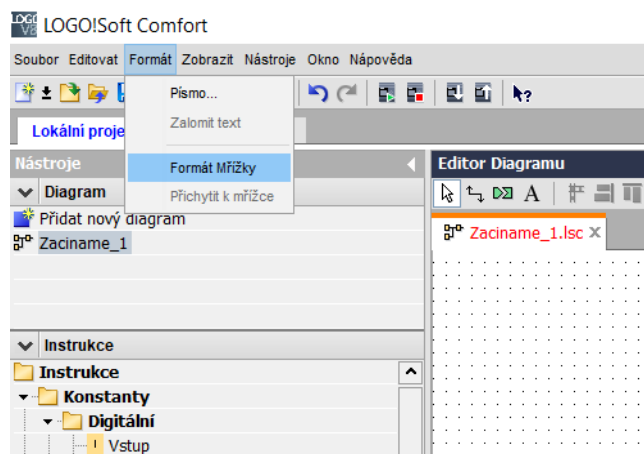 LOGO!Soft Comfort
Soubor Editovat Formát Zobrazit Nástroje Okno Nápověda
Písmo...
Zalomit text
Formát Mřížky
Přichytit k mřížce
Lokální proje
Nástroje
Diagram
Přidat nový diagram
Zaciname_1
Instrukce
Instrukce
Konstanty
Digitální
I Vstup
Editor Diagramu
A
Zaciname_1.lsc